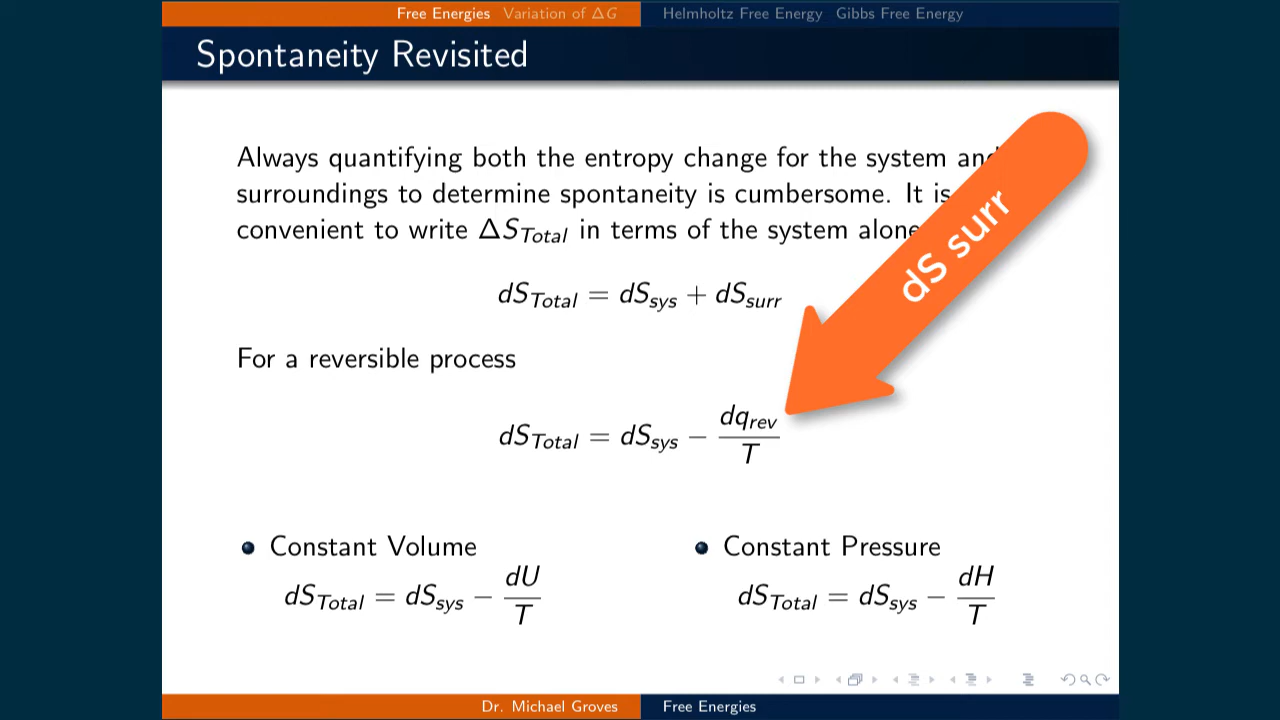 Free Energies Variation of ΔG Helmholtz Free Energy Gibbs Free Energy
Spontaneity Revisited
Always quantifying both the entropy change for the system and
surroundings to determine spontaneity is cumbersome. It is
convenient to write ΔS_Total in terms of the system alone
dS surr
dS_Total = dS_sys + dS_surr
For a reversible process
dS_Total = dS_sys − dq_rev / T
Constant Volume
dS_Total = dS_sys − dU / T
Constant Pressure
dS_Total = dS_sys − dH / T
Dr. Michael Groves Free Energies